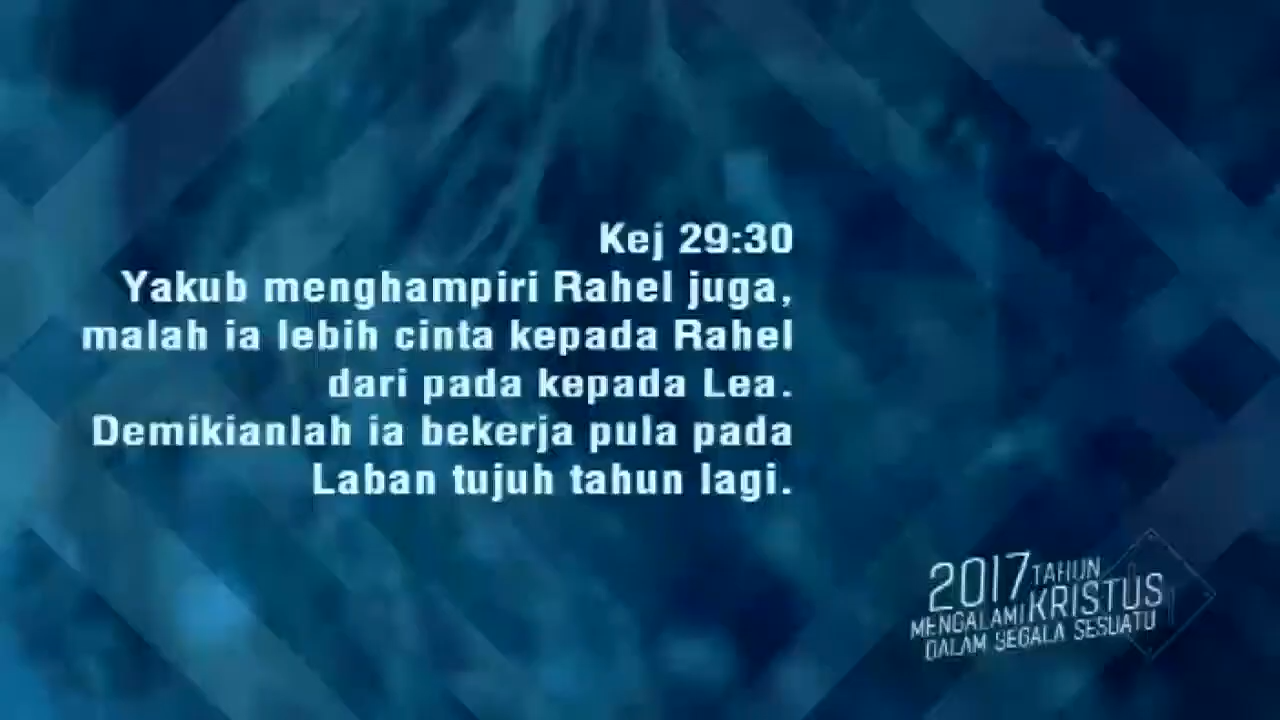 Kej 29:30
Yakub menghampiri Rahel juga,
malah ia lebih cinta kepada Rahel
dari pada kepada Lea.
Demikianlah ia bekerja pula pada
Laban tujuh tahun lagi.
2017 TAHUN
MENGALAMI KRISTUS
DALAM SEGALA SESUATU